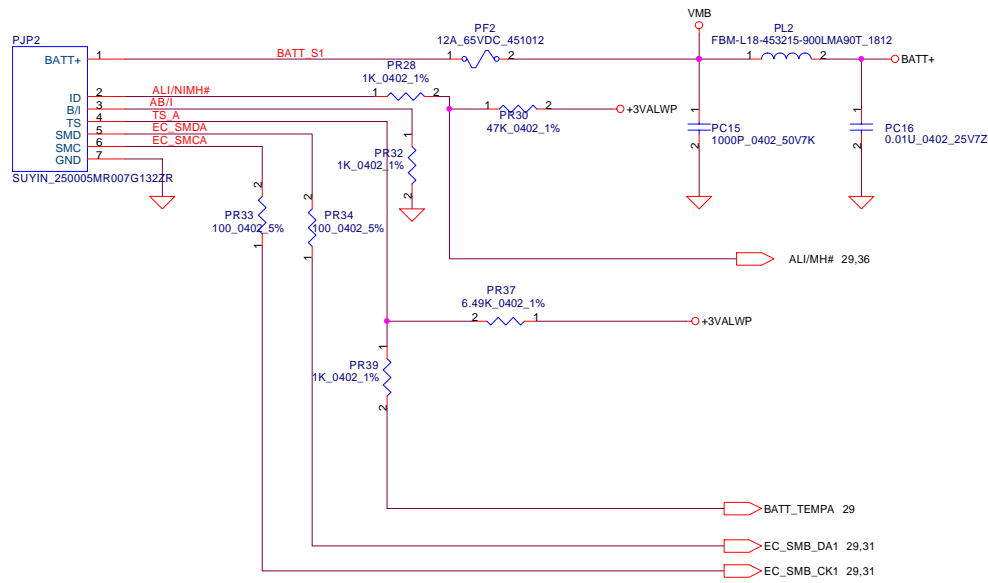 VMB
PJP2
BATT+
1
BATT_S1
PF2
12A_65VDC_451012
1
2
PL2
FBM-L18-453215-900LMA90T_1812
1
2
BATT+
ID
2
ALI/NIMH#
B/I
3
AB/I
TS
4
TS_A
SMD
5
EC_SMDA
SMC
6
EC_SMCA
GND
7
SUYIN_250005MR007G132ZR
PR28
1K_0402_1%
1
2
1
2
PR30
47K_0402_1%
+3VALWP
1
PR32
1K_0402_1%
2
1
PC15
1000P_0402_50V7K
2
1
PC16
0.01U_0402_25V7Z
2
2
PR33
100_0402_5%
1
2
PR34
100_0402_5%
1
ALI/MH# 29,36
PR37
6.49K_0402_1%
2
1
+3VALWP
1
PR39
1K_0402_1%
2
BATT_TEMPA 29
EC_SMB_DA1 29,31
EC_SMB_CK1 29,31